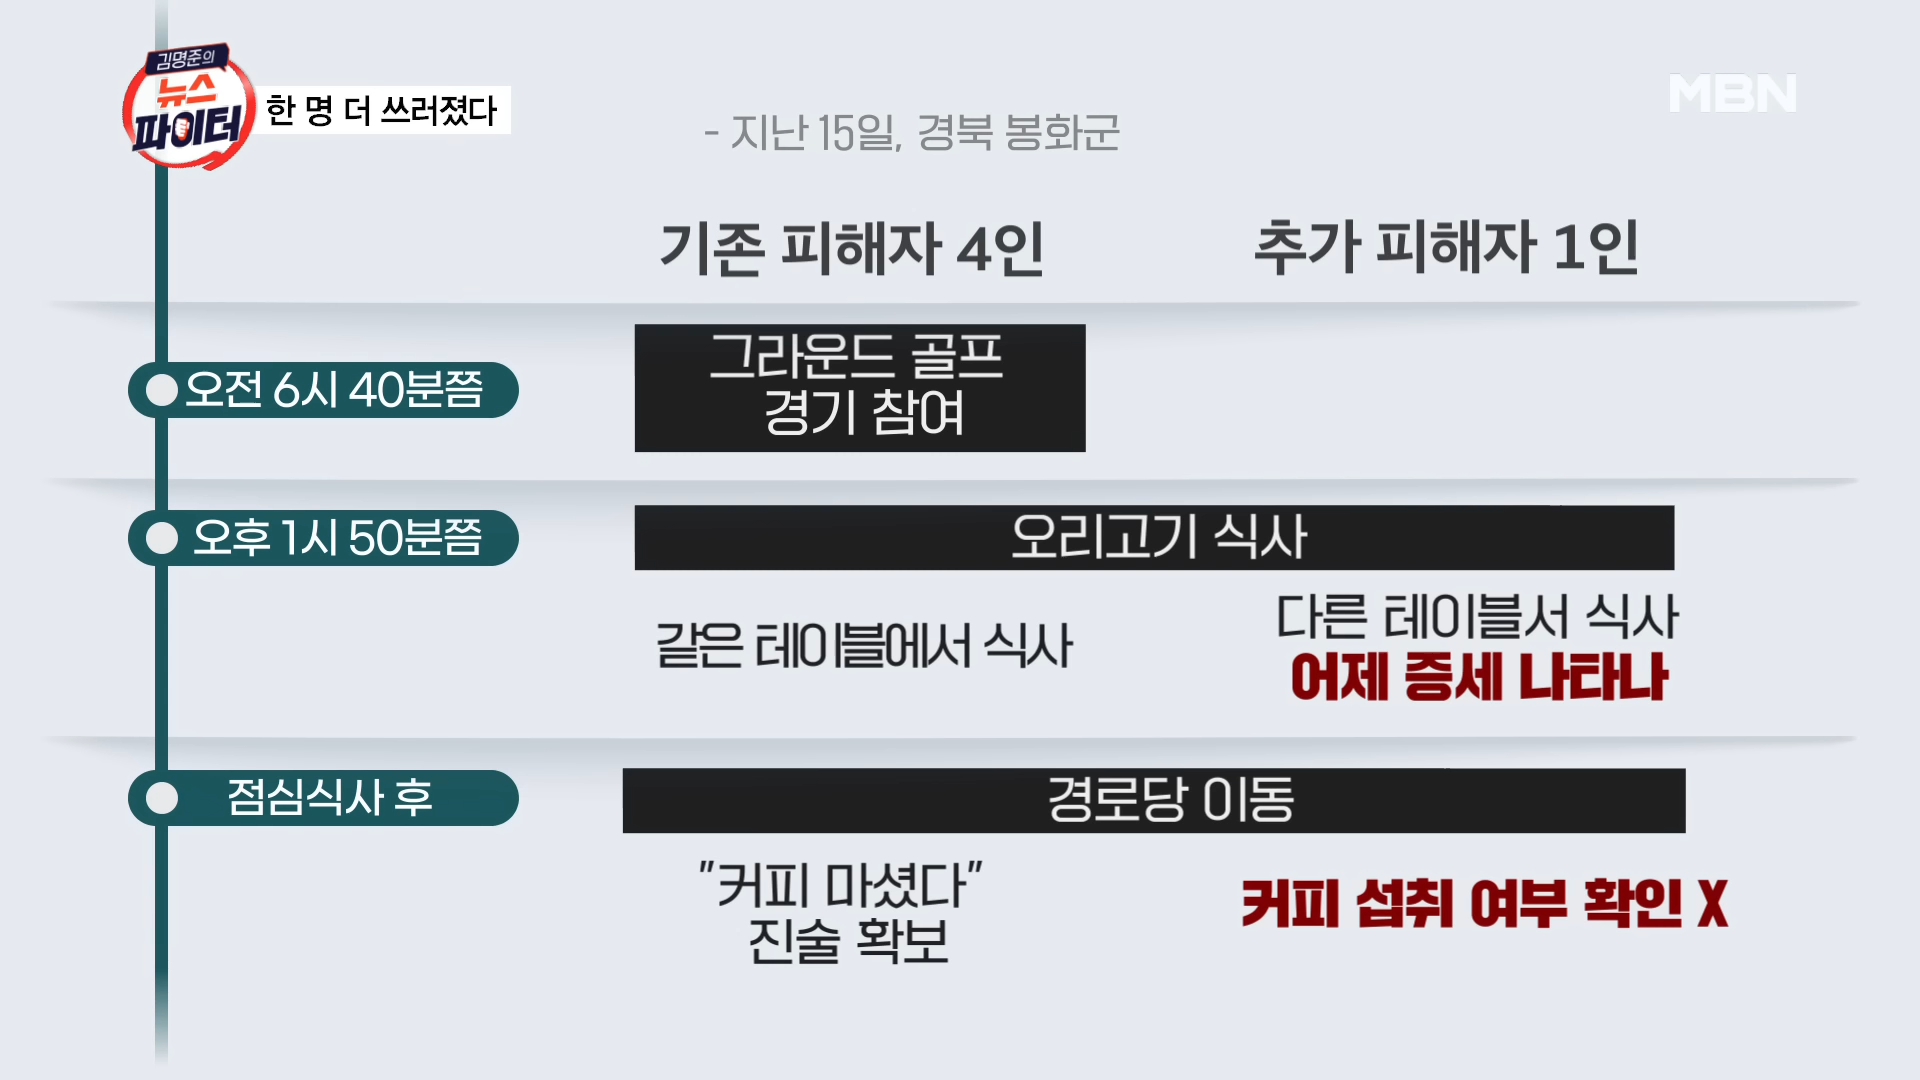 김명준의
뉴스
파이터
한 명 더 쓰러졌다
MBN
- 지난 15일, 경북 봉화군
기존 피해자 4인
추가 피해자 1인
오전 6시 40분쯤
그라운드 골프
경기 참여
오후 1시 50분쯤
오리고기 식사
같은 테이블에서 식사
다른 테이블서 식사
어제 증세 나타나
점심식사 후
경로당 이동
"커피 마셨다"
진술 확보
커피 섭취 여부 확인 X